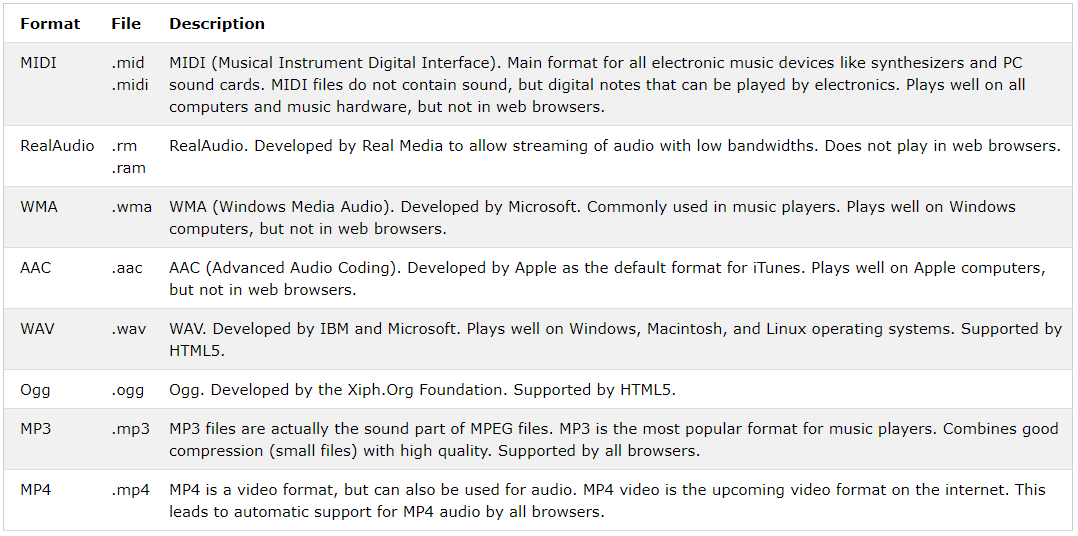 Format File Description
MIDI .mid MIDI (Musical Instrument Digital Interface). Main format for all electronic music devices like synthesizers and PC
.midi sound cards. MIDI files do not contain sound, but digital notes that can be played by electronics. Plays well on all
computers and music hardware, but not in web browsers.
RealAudio .rm RealAudio. Developed by Real Media to allow streaming of audio with low bandwidths. Does not play in web browsers.
.ram
WMA .wma WMA (Windows Media Audio). Developed by Microsoft. Commonly used in music players. Plays well on Windows
computers, but not in web browsers.
AAC .aac AAC (Advanced Audio Coding). Developed by Apple as the default format for iTunes. Plays well on Apple computers,
but not in web browsers.
WAV .wav WAV. Developed by IBM and Microsoft. Plays well on Windows, Macintosh, and Linux operating systems. Supported by
HTML5.
Ogg .ogg Ogg. Developed by the Xiph.Org Foundation. Supported by HTML5.
MP3 .mp3 MP3 files are actually the sound part of MPEG files. MP3 is the most popular format for music players. Combines good
compression (small files) with high quality. Supported by all browsers.
MP4 .mp4 MP4 is a video format, but can also be used for audio. MP4 video is the upcoming video format on the internet. This
leads to automatic support for MP4 audio by all browsers.